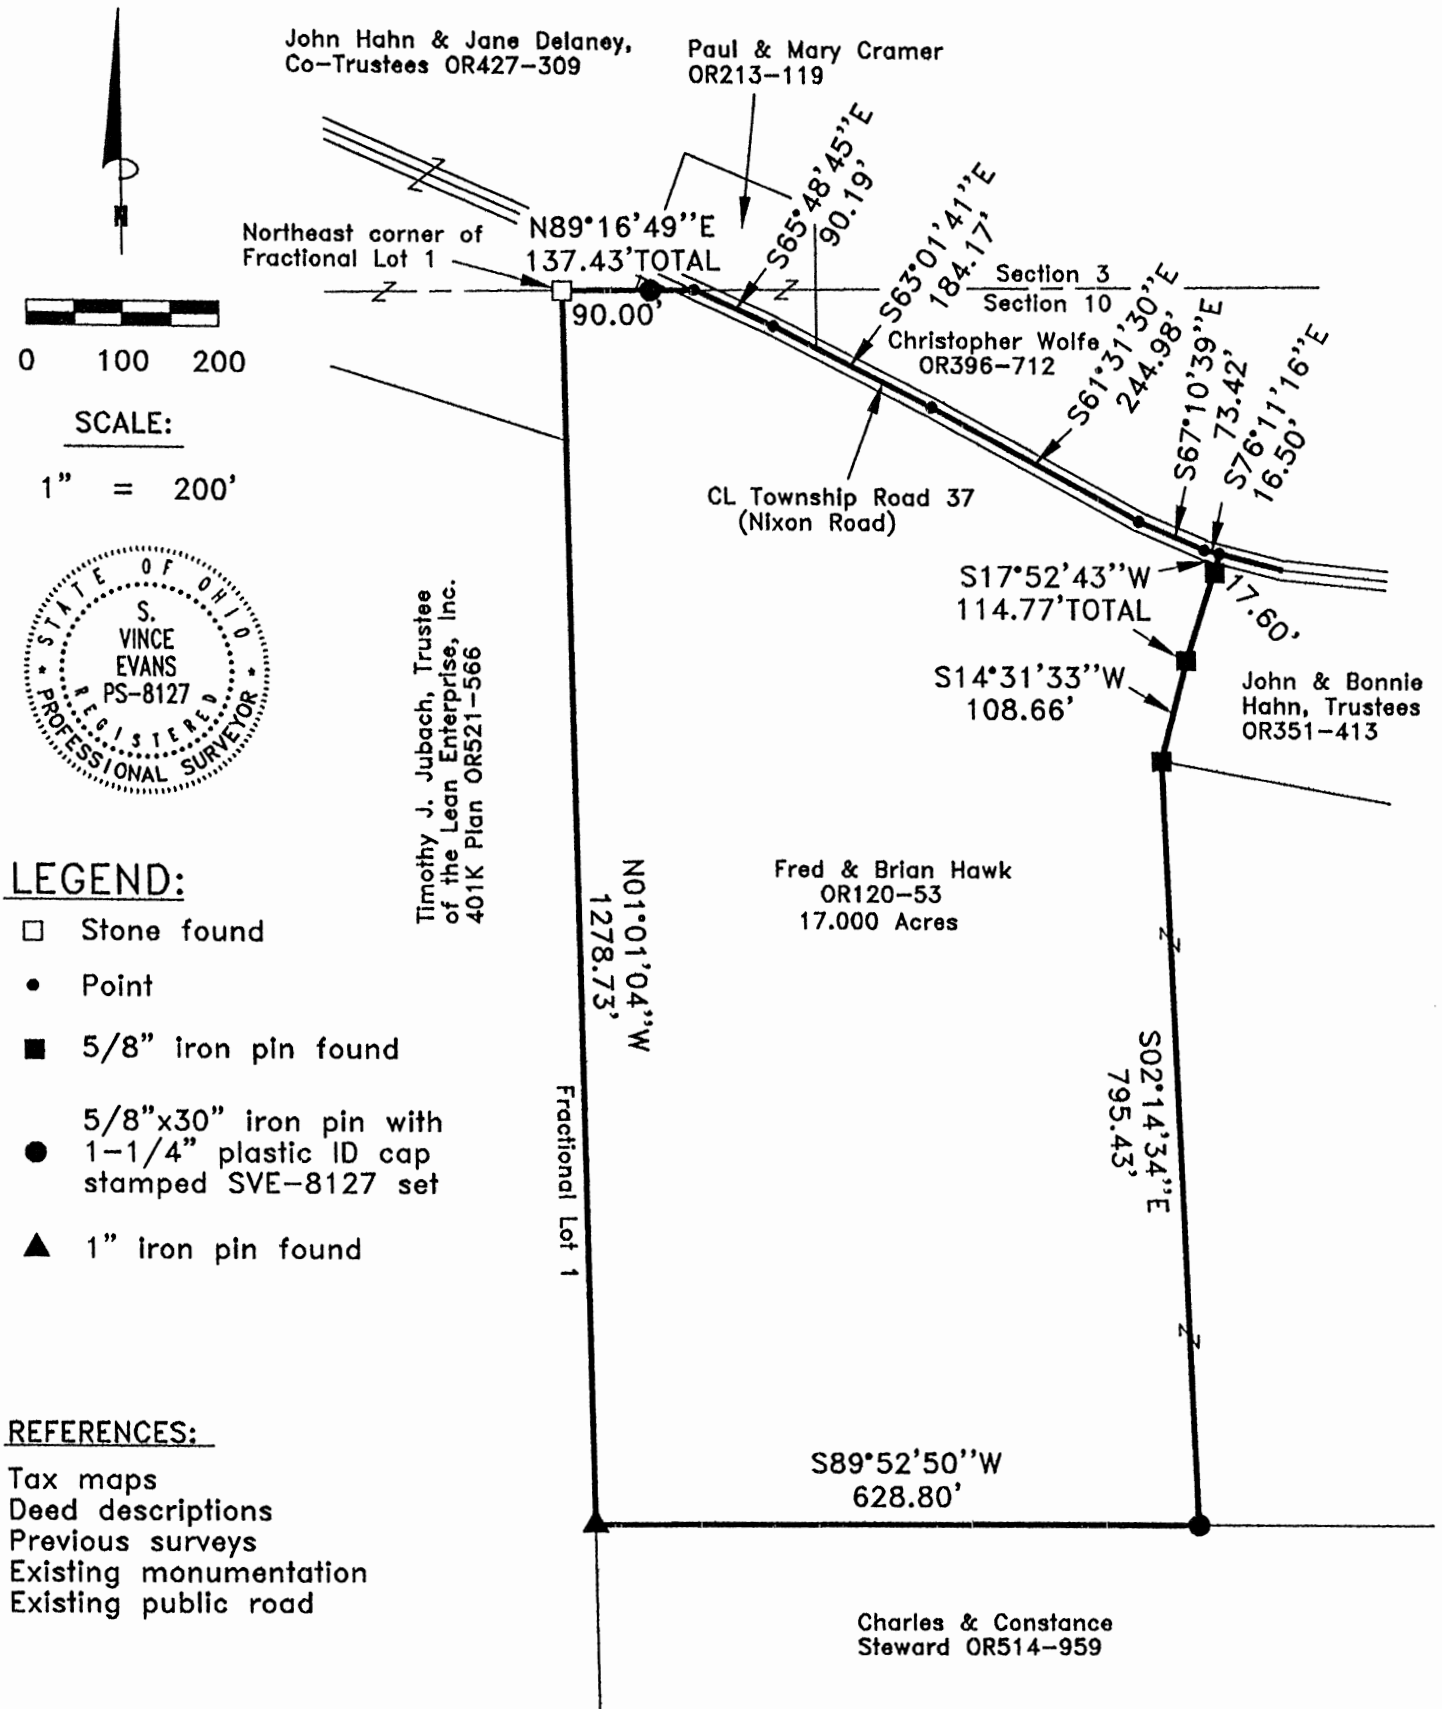 John Hahn & Jane Delaney,
Co-Trustees OR427-309
Paul & Mary Cramer
OR213-119
N
Northeast corner of
Fractional Lot 1
N89°16'49''E
137.43'TOTAL
90.00'
S65°48'45''E
90.19'
S63°01'41''E
184.17'
Section 3
Section 10
Christopher Wolfe
OR396-712
S61°31'30''E
244.98'
S67°10'39''E
73.42'
S76°11'16''E
16.50'
0 100 200
SCALE:
1" = 200'
CL Township Road 37
(Nixon Road)
S17°52'43''W
114.77'TOTAL
17.60'
S14°31'33''W
108.66'
John & Bonnie
Hahn, Trustees
OR351-413
STATE OF OHIO
S.
VINCE
EVANS
PS-8127
REGISTERED
PROFESSIONAL SURVEYOR
Timothy J. Jubach, Trustee
of the Lean Enterprise, Inc.
401K Plan OR521-566
N01°01'04''W
1278.73'
Fred & Brian Hawk
OR120-53
17.000 Acres
LEGEND:
Stone found
Point
5/8" iron pin found
5/8"x30" iron pin with
1-1/4" plastic ID cap
stamped SVE-8127 set
1" iron pin found
Fractional Lot 1
S02°14'34''E
795.43'
S89°52'50''W
628.80'
REFERENCES:
Tax maps
Deed descriptions
Previous surveys
Existing monumentation
Existing public road
Charles & Constance
Steward OR514-959